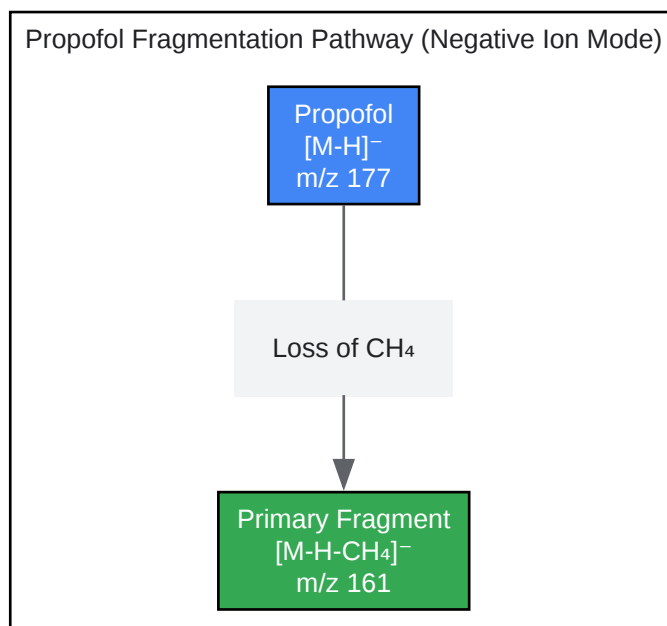 Propofol Fragmentation Pathway (Negative Ion Mode)
Propofol
[M-H]⁻
m/z 177
Loss of CH₄
Primary Fragment
[M-H-CH₄]⁻
m/z 161